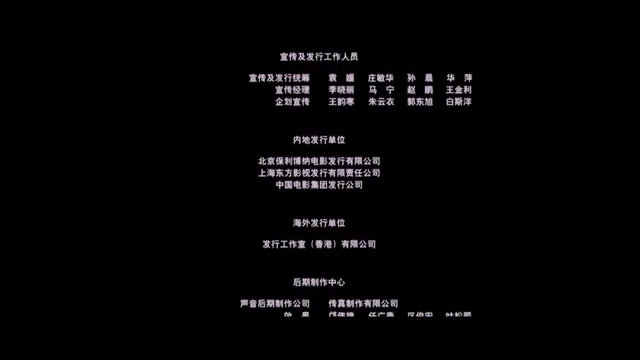 宣传及发行工作人员
宣传及发行统筹 袁媛 庄敏华 孙晨 华萍
宣传经理 李晓丽 马宁 赵鹏 王金利
企划宣传 王韵寒 朱云衣 郭东旭 白斯洋
内地发行单位
北京保利博纳电影发行有限公司
上海东方影视发行有限责任公司
中国电影集团发行公司
海外发行单位
发行工作室（香港）有限公司
后期制作中心
声音后期制作公司 传真制作有限公司